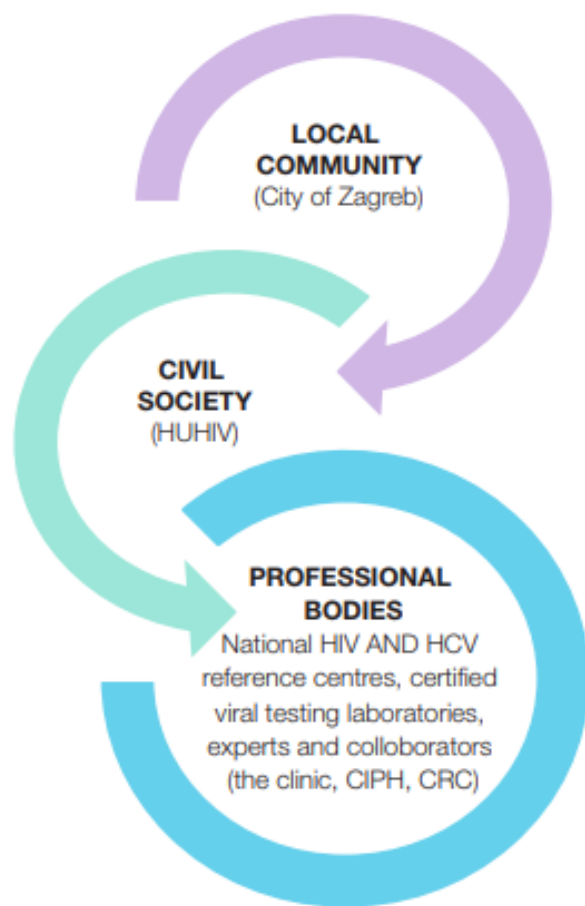 LOCAL
COMMUNITY
(City of Zagreb)
CIVIL
SOCIETY
(HUHIV)
PROFESSIONAL
BODIES
National HIV AND HCV
reference centres, certified
viral testing laboratories,
experts and colloborators
(the clinic, CIPH, CRC)